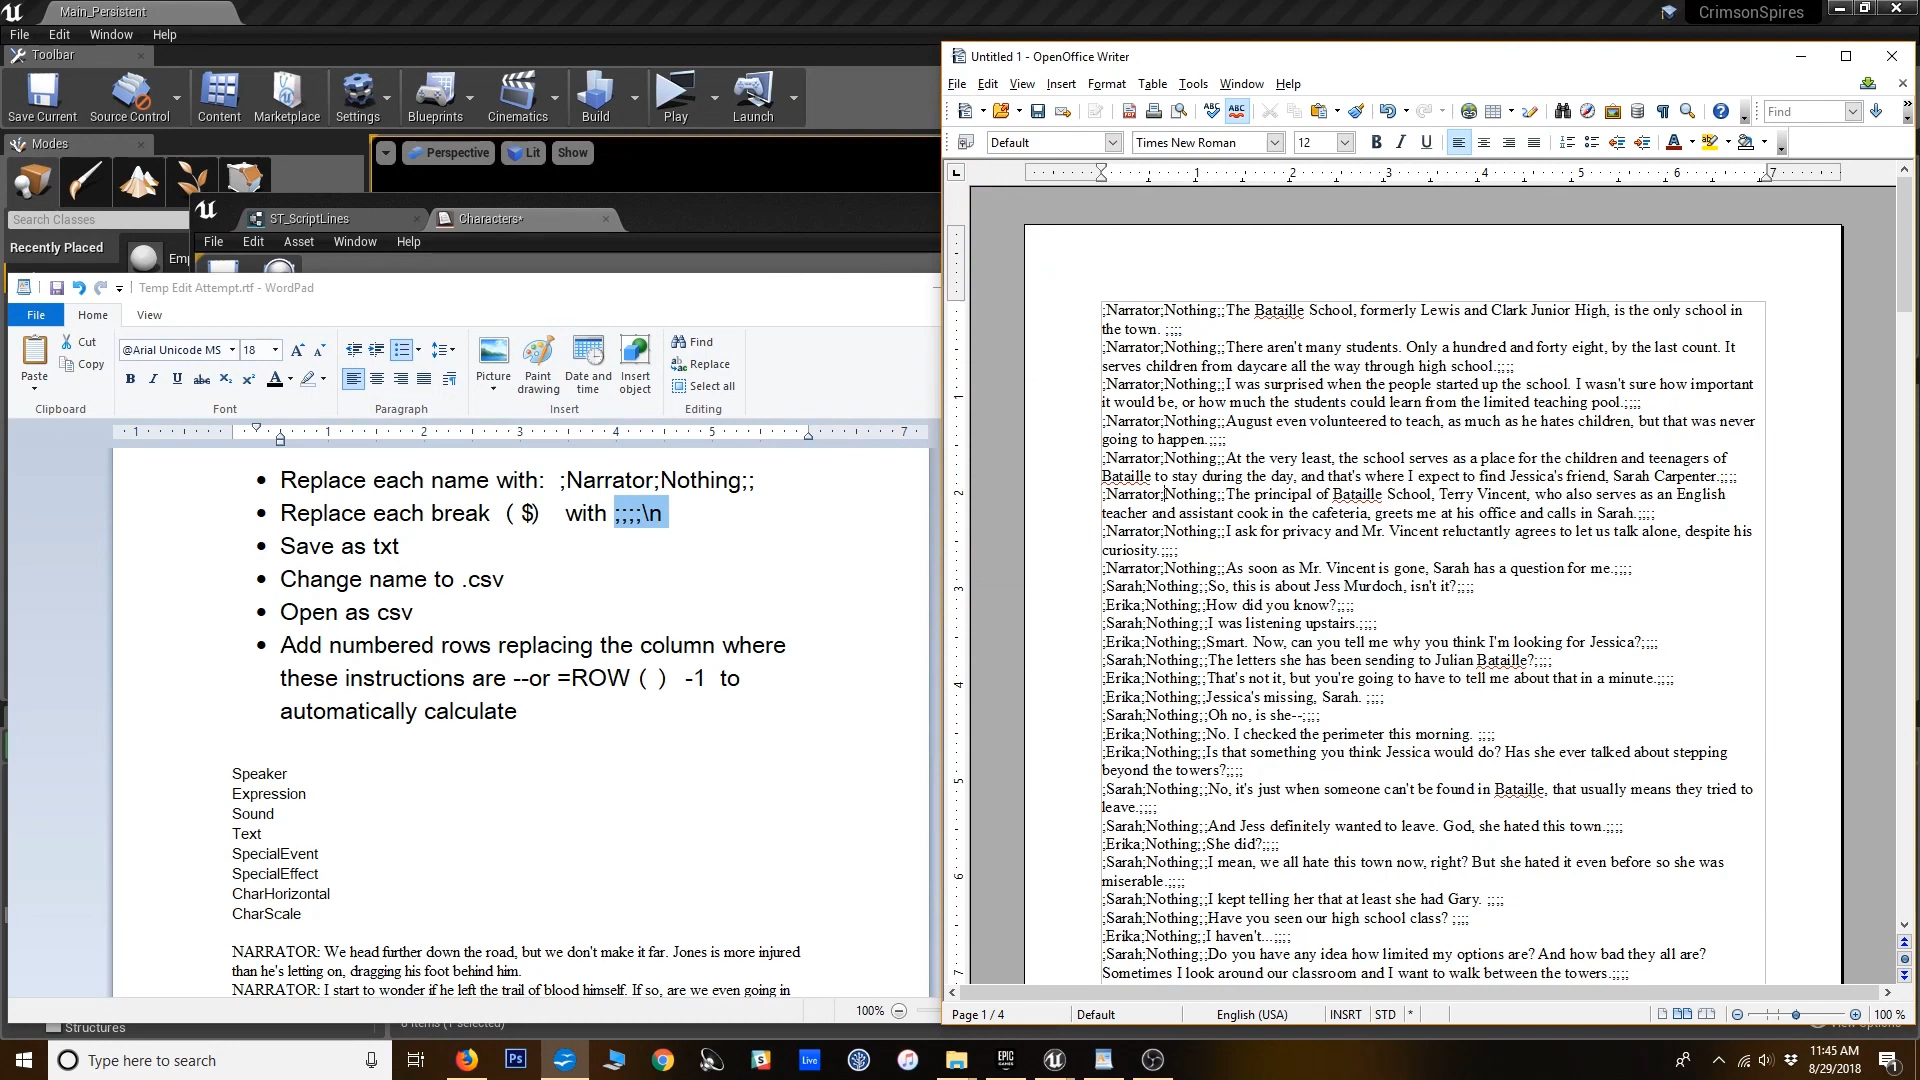 Main_Persistent
CrimsonSpires
File Edit Window Help
Toolbar
Save Current Source Control Content Marketplace Settings Blueprints Cinematics Build Play Launch
Modes
Perspective Lit Show
Search Classes
Recently Placed
Emp
ST_ScriptLines Characters*
File Edit Asset Window Help
Temp Edit Attempt.rtf - WordPad
File Home View
Paste
Cut
Copy
Clipboard
@Arial Unicode MS 18
B I U abc X₂ X²
Font
Paragraph
Picture Paint drawing Date and time Insert object
Insert
Find
Replace
Select all
Editing
1 1 2 3 4 5 7
• Replace each name with: ;Narrator;Nothing;;
• Replace each break ( $) with ;;;;\n
• Save as txt
• Change name to .csv
• Open as csv
• Add numbered rows replacing the column where
these instructions are --or =ROW ( ) -1 to
automatically calculate
Speaker
Expression
Sound
Text
SpecialEvent
SpecialEffect
CharHorizontal
CharScale
NARRATOR: We head further down the road, but we don't make it far. Jones is more injured
than he's letting on, dragging his foot behind him.
NARRATOR: I start to wonder if he left the trail of blood himself. If so, are we even going in
100%
Structures
8 items (1 selected)
View Options
Untitled 1 - OpenOffice Writer
File Edit View Insert Format Table Tools Window Help
Find
Default Times New Roman 12 B I U
1 2 3 4 5 6 7
;Narrator;Nothing;;The Bataille School, formerly Lewis and Clark Junior High, is the only school in
the town. ;;;;
;Narrator;Nothing;;There aren't many students. Only a hundred and forty eight, by the last count. It
serves children from daycare all the way through high school.;;;;
;Narrator;Nothing;;I was surprised when the people started up the school. I wasn't sure how important
it would be, or how much the students could learn from the limited teaching pool.;;;;
;Narrator;Nothing;;August even volunteered to teach, as much as he hates children, but that was never
going to happen.;;;;
;Narrator;Nothing;;At the very least, the school serves as a place for the children and teenagers of
Bataille to stay during the day, and that's where I expect to find Jessica's friend, Sarah Carpenter.;;;;
;Narrator;Nothing;;The principal of Bataille School, Terry Vincent, who also serves as an English
teacher and assistant cook in the cafeteria, greets me at his office and calls in Sarah.;;;;
;Narrator;Nothing;;I ask for privacy and Mr. Vincent reluctantly agrees to let us talk alone, despite his
curiosity.;;;;
;Narrator;Nothing;;As soon as Mr. Vincent is gone, Sarah has a question for me.;;;;
;Sarah;Nothing;;So, this is about Jess Murdoch, isn't it?;;;;
;Erika;Nothing;;How did you know?;;;;
;Sarah;Nothing;;I was listening upstairs.;;;;
;Erika;Nothing;;Smart. Now, can you tell me why you think I'm looking for Jessica?;;;;
;Sarah;Nothing;;The letters she has been sending to Julian Bataille?;;;;
;Erika;Nothing;;That's not it, but you're going to have to tell me about that in a minute.;;;;
;Erika;Nothing;;Jessica's missing, Sarah. ;;;;
;Sarah;Nothing;;Oh no, is she--;;;;
;Erika;Nothing;;No. I checked the perimeter this morning. ;;;;
;Erika;Nothing;;Is that something you think Jessica would do? Has she ever talked about stepping
beyond the towers?;;;;
;Sarah;Nothing;;No, it's just when someone can't be found in Bataille, that usually means they tried to
leave.;;;;
;Sarah;Nothing;;And Jess definitely wanted to leave. God, she hated this town.;;;;
;Erika;Nothing;;She did?;;;;
;Sarah;Nothing;;I mean, we all hate this town now, right? But she hated it even before so she was
miserable.;;;;
;Sarah;Nothing;;I kept telling her that at least she had Gary. ;;;;
;Sarah;Nothing;;Have you seen our high school class? ;;;;
;Erika;Nothing;;I haven't...;;;;
;Sarah;Nothing;;Do you have any idea how limited my options are? And how bad they all are?
Sometimes I look around our classroom and I want to walk between the towers.;;;;
Page 1 / 4 Default English (USA) INSRT STD * 100 %
Type here to search
11:45 AM
8/29/2018